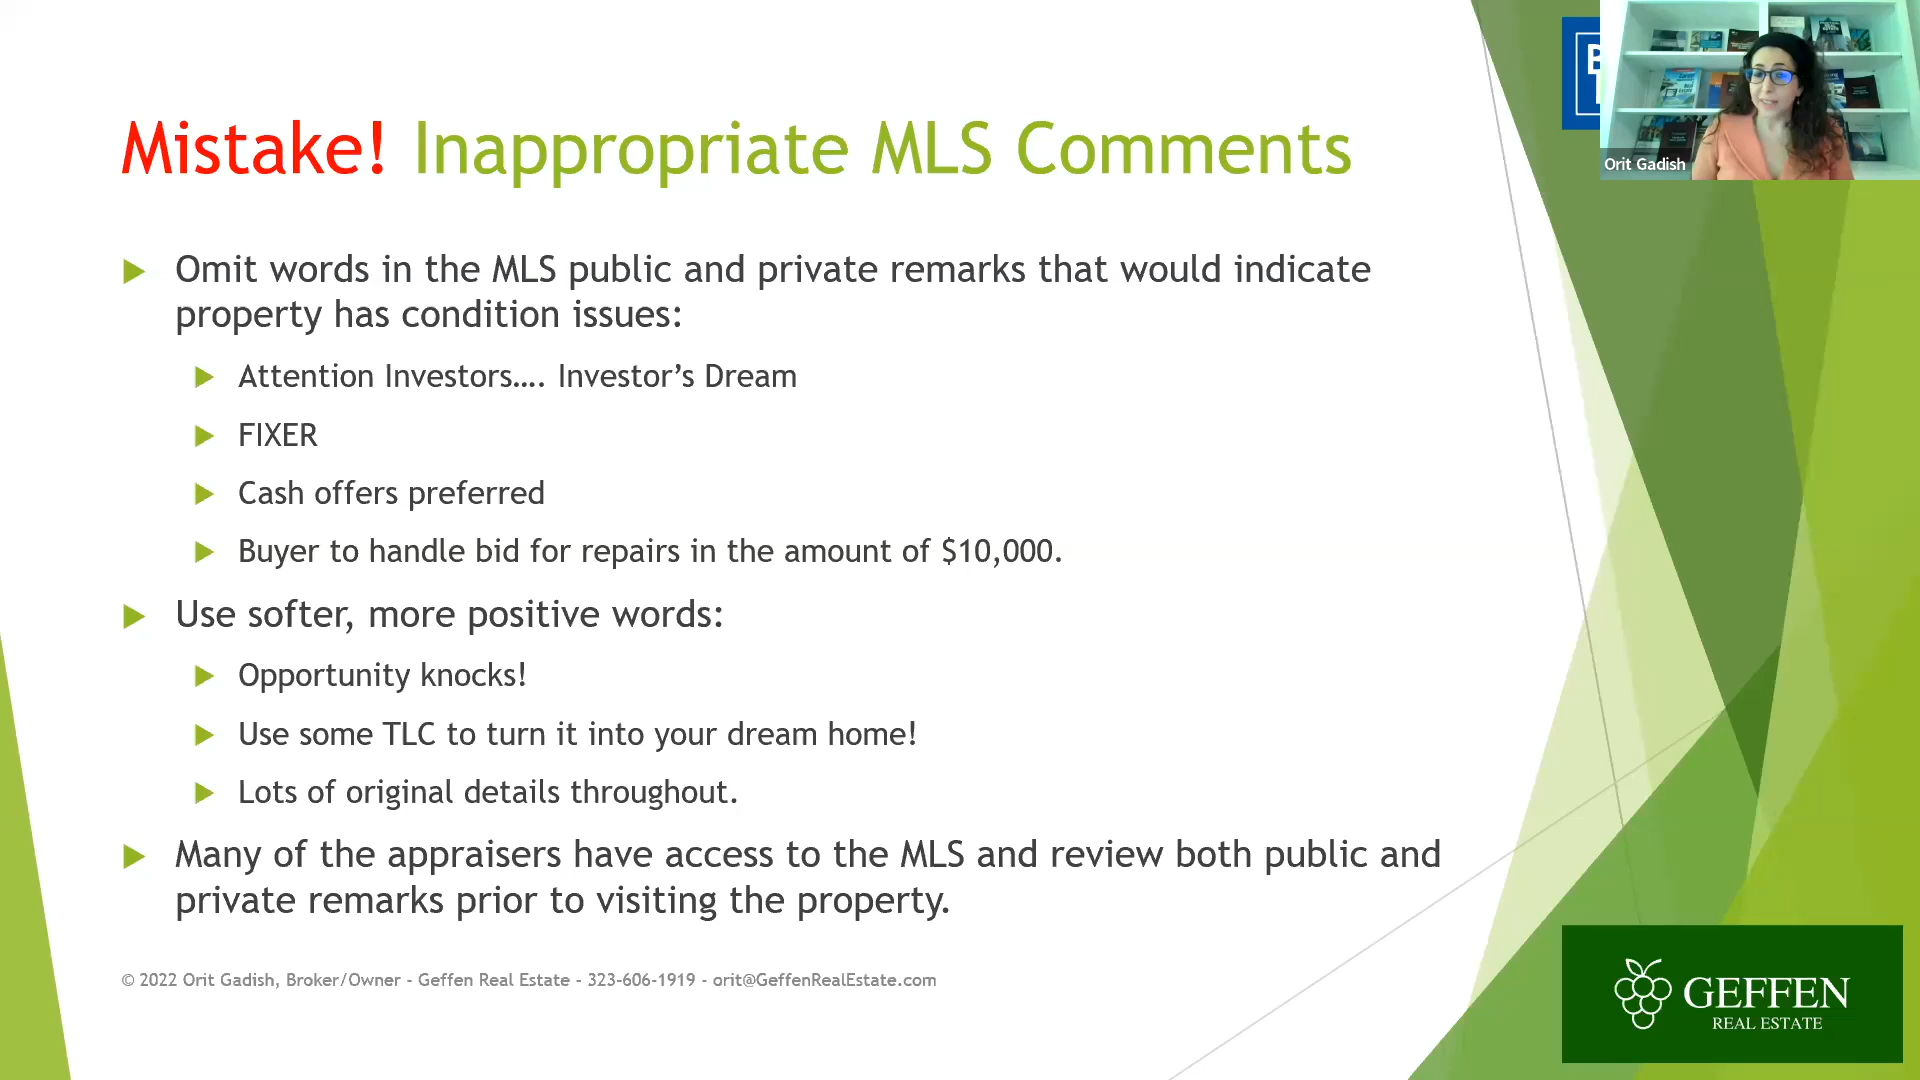 Mistake! Inappropriate MLS Comments
Omit words in the MLS public and private remarks that would indicate
property has condition issues:
Attention Investors.... Investor’s Dream
FIXER
Cash offers preferred
Buyer to handle bid for repairs in the amount of $10,000.
Use softer, more positive words:
Opportunity knocks!
Use some TLC to turn it into your dream home!
Lots of original details throughout.
Many of the appraisers have access to the MLS and review both public and
private remarks prior to visiting the property.
© 2022 Orit Gadish, Broker/Owner - Geffen Real Estate - 323-606-1919 - orit@GeffenRealEstate.com
Orit Gadish
GEFFEN
REAL ESTATE